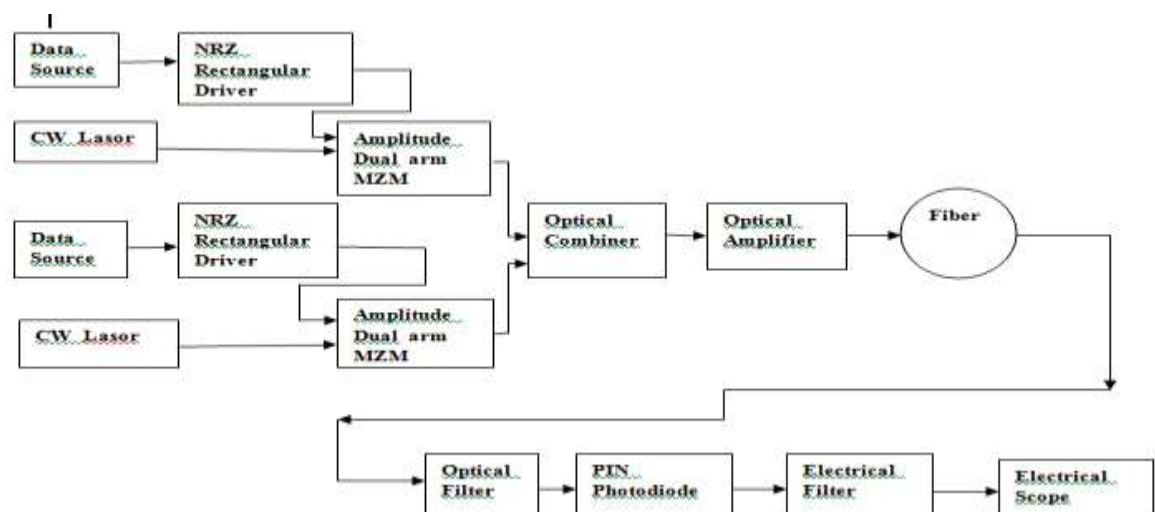 Data
Source
NRZ
Rectangular
Driver
CW Lasor
Amplitude
Dual arm
MZM
Data
Source
NRZ
Rectangular
Driver
CW Lasor
Amplitude
Dual arm
MZM
Optical
Combiner
Optical
Amplifier
Fiber
Optical
Filter
PIN
Photodiode
Electrical
Filter
Electrical
Scope